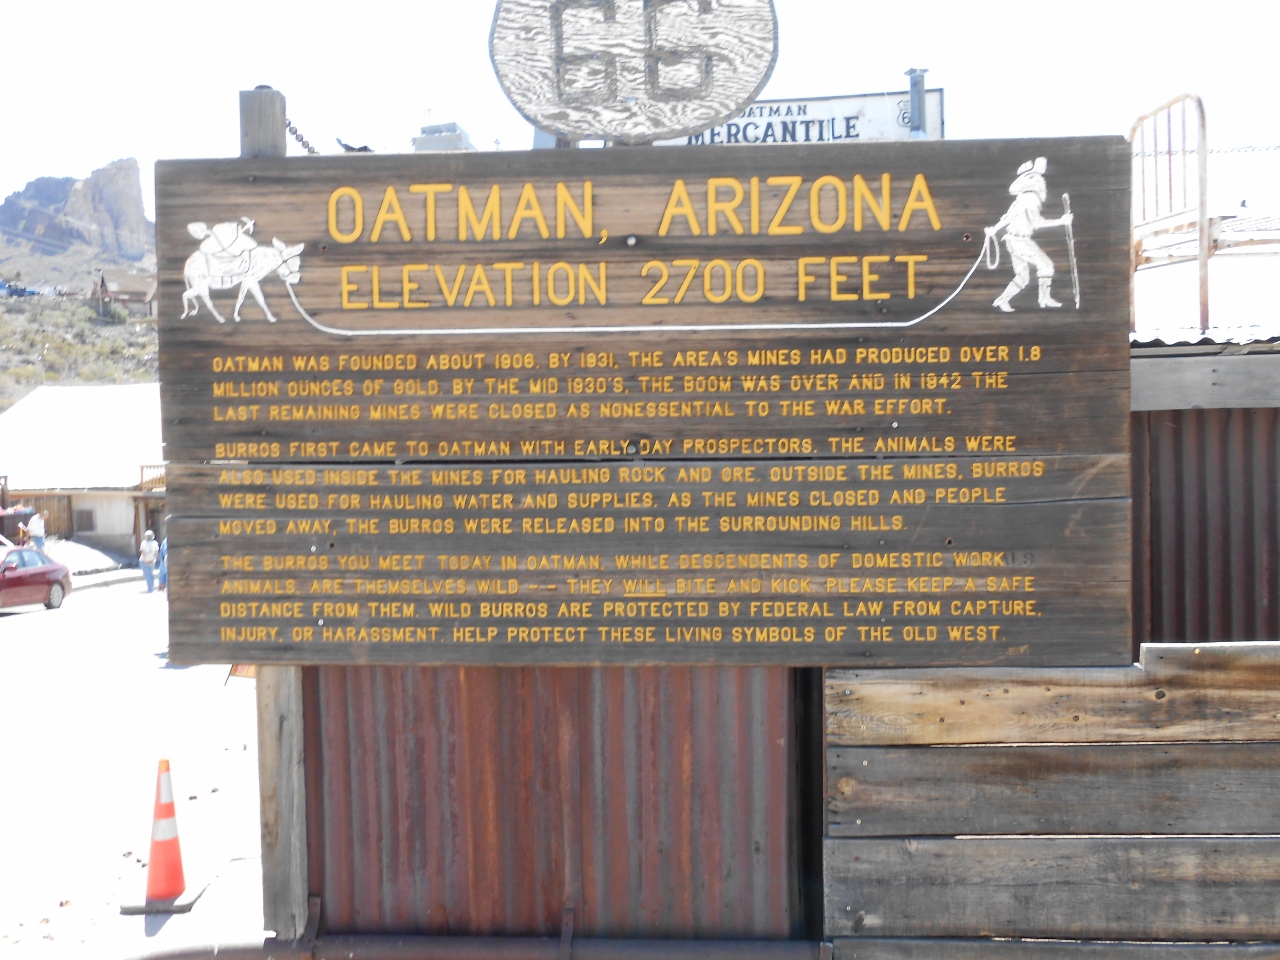 66
OATMAN
MERCANTILE
6
OATMAN, ARIZONA
ELEVATION 2700 FEET
OATMAN WAS FOUNDED ABOUT 1906. BY 1931, THE AREA'S MINES HAD PRODUCED OVER 1.8
MILLION OUNCES OF GOLD. BY THE MID 1930'S, THE BOOM WAS OVER AND IN 1942 THE
LAST REMAINING MINES WERE CLOSED AS NONESSENTIAL TO THE WAR EFFORT.
BURROS FIRST CAME TO OATMAN WITH EARLY DAY PROSPECTORS. THE ANIMALS WERE
ALSO USED INSIDE THE MINES FOR HAULING ROCK AND ORE. OUTSIDE THE MINES, BURROS
WERE USED FOR HAULING WATER AND SUPPLIES. AS THE MINES CLOSED AND PEOPLE
MOVED AWAY, THE BURROS WERE RELEASED INTO THE SURROUNDING HILLS.
THE BURROS YOU MEET TODAY IN OATMAN, WHILE DESCENDENTS OF DOMESTIC WORK
ANIMALS, ARE THEMSELVES WILD -- THEY WILL BITE AND KICK. PLEASE KEEP A SAFE
DISTANCE FROM THEM. WILD BURROS ARE PROTECTED BY FEDERAL LAW FROM CAPTURE,
INJURY, OR HARASSMENT. HELP PROTECT THESE LIVING SYMBOLS OF THE OLD WEST.